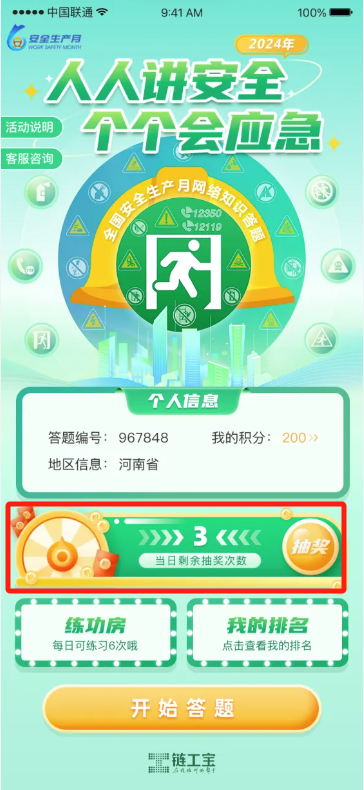 中国联通
9:41 AM
100%
安全生产月
WORK SAFETY MONTH
2024年
人人讲安全
个个会应急
活动说明
客服咨询
全国安全生产月网络知识答题
12350
12119
个人信息
答题编号： 967848
我的积分： 200
地区信息： 河南省
3
当日剩余抽奖次数
抽奖
练功房
每日可练习6次哦
我的排名
点击查看我的排名
开始答题
链工宝